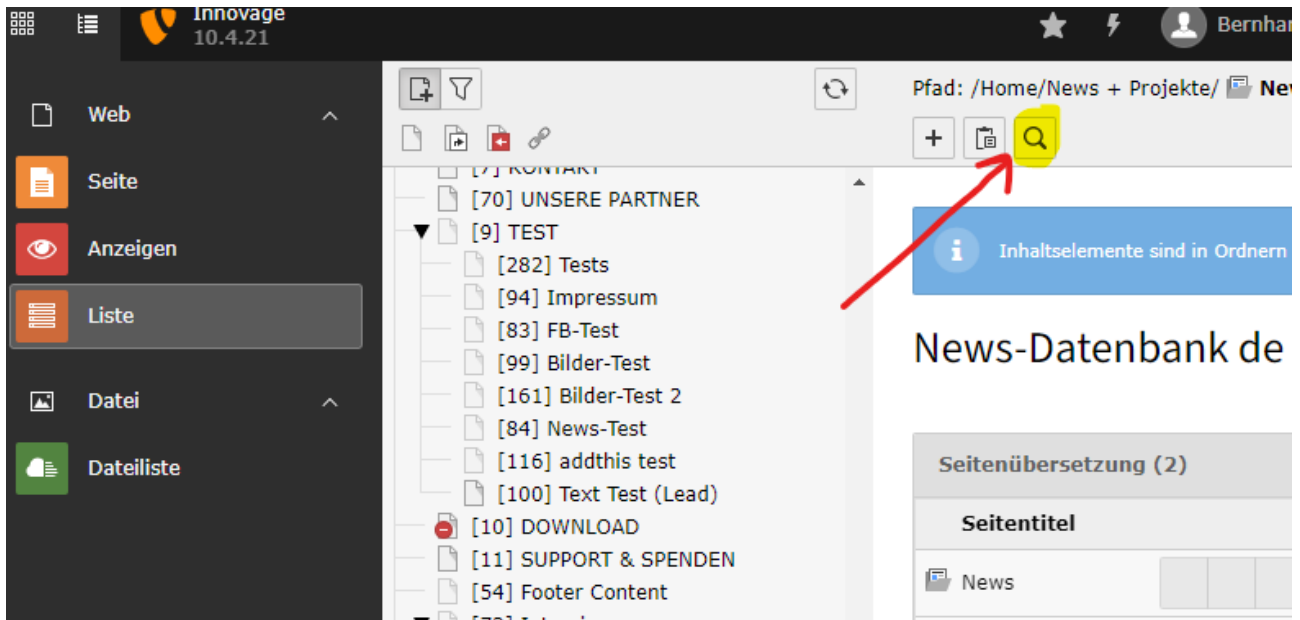 Innovage
10.4.21
Bernhar
Web
Seite
Anzeigen
Liste
Datei
Dateiliste
[7] KONTAKT
[70] UNSERE PARTNER
[9] TEST
[282] Tests
[94] Impressum
[83] FB-Test
[99] Bilder-Test
[161] Bilder-Test 2
[84] News-Test
[116] addthis test
[100] Text Test (Lead)
[10] DOWNLOAD
[11] SUPPORT & SPENDEN
[54] Footer Content
Pfad: /Home/News + Projekte/ Nev
Inhaltselemente sind in Ordnern
News-Datenbank de
Seitenübersetzung (2)
Seitentitel
News